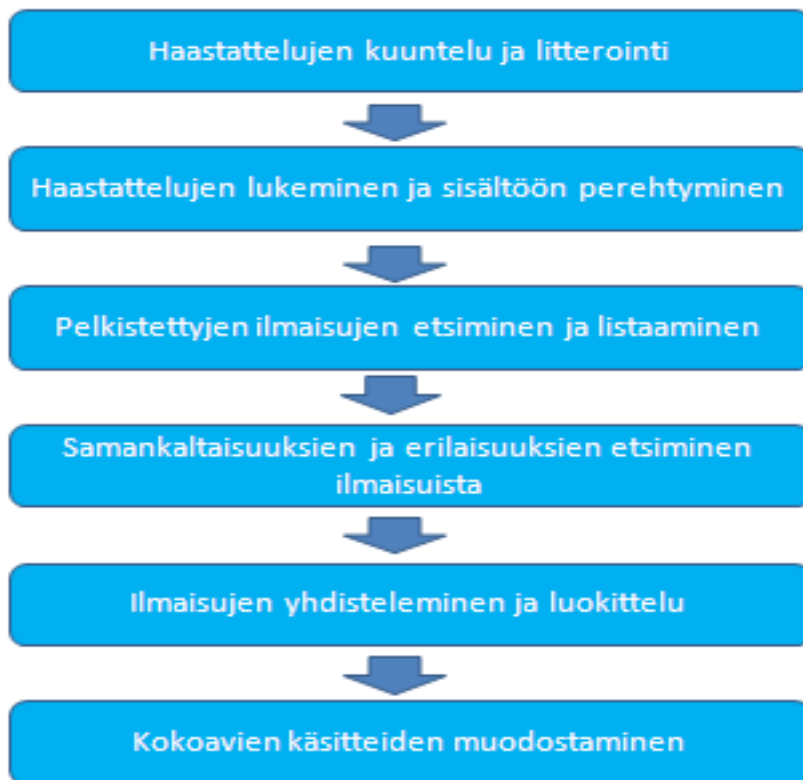 Haastattelujen kuuntelu ja litterointi
Haastattelujen lukeminen ja sisältöön perehtyminen
Pelkistettyjen ilmaisujen etsiminen ja listaaminen
Samankaltaisuuksien ja erilaisuuksien etsiminen
ilmaisuista
Ilmaisujen yhdisteleminen ja luokittelu
Kokoavien käsitteiden muodostaminen